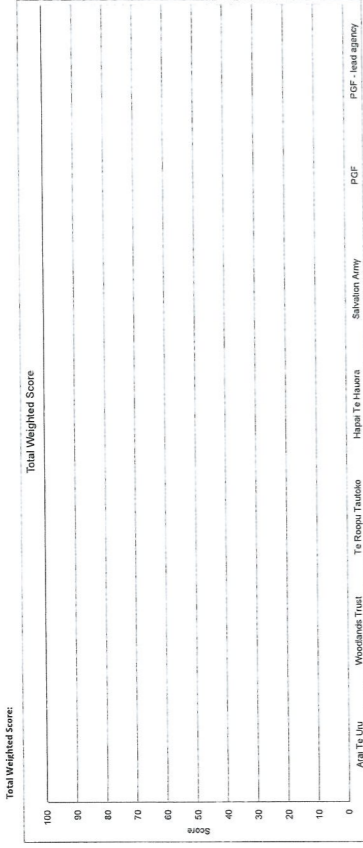 Total Weighted Score:
Total Weighted Score
100
90
80
70
60
50
40
30
20
10
0
Score
Arai Te Uru
Woodlands Trust
Te Roopu Tautoko
Hapai Te Hauora
Salvation Army
PGF
PGF - lead agency